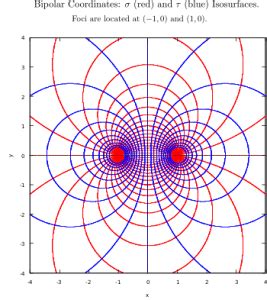 Bipolar Coordinates: σ (red) and τ (blue) Isosurfaces.
Foci are located at (−1, 0) and (1, 0).
4
3
2
1
0
-1
-2
-3
-4
y
-4 -3 -2 -1 0 1 2 3 4
x